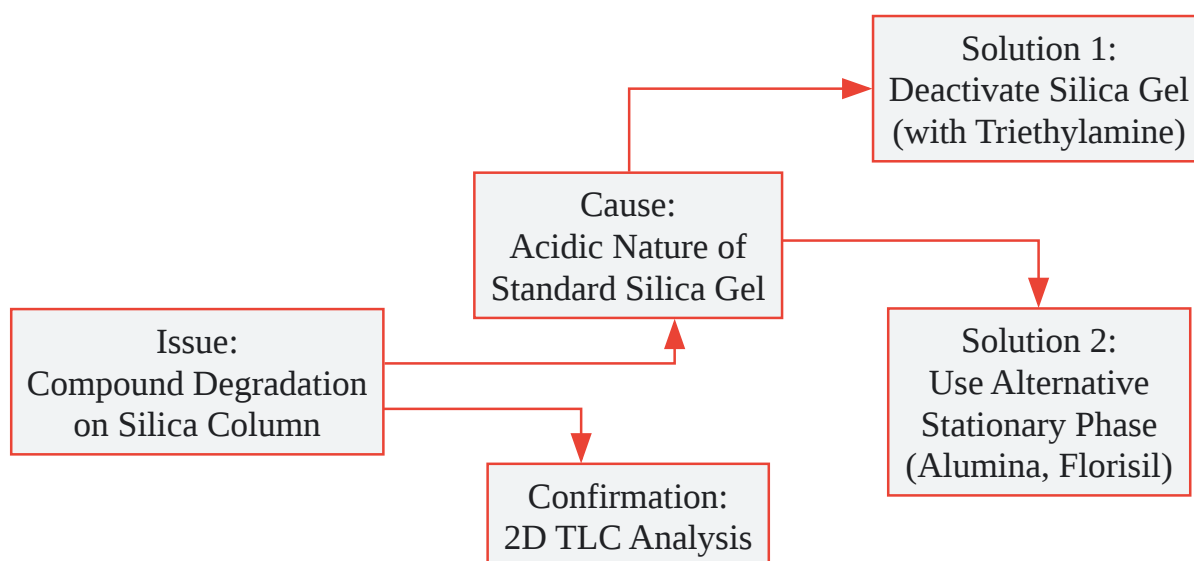 Solution 1:
Deactivate Silica Gel
(with Triethylamine)
Cause:
Acidic Nature of
Standard Silica Gel
Issue:
Compound Degradation
on Silica Column
Solution 2:
Use Alternative
Stationary Phase
(Alumina, Florisil)
Confirmation:
2D TLC Analysis